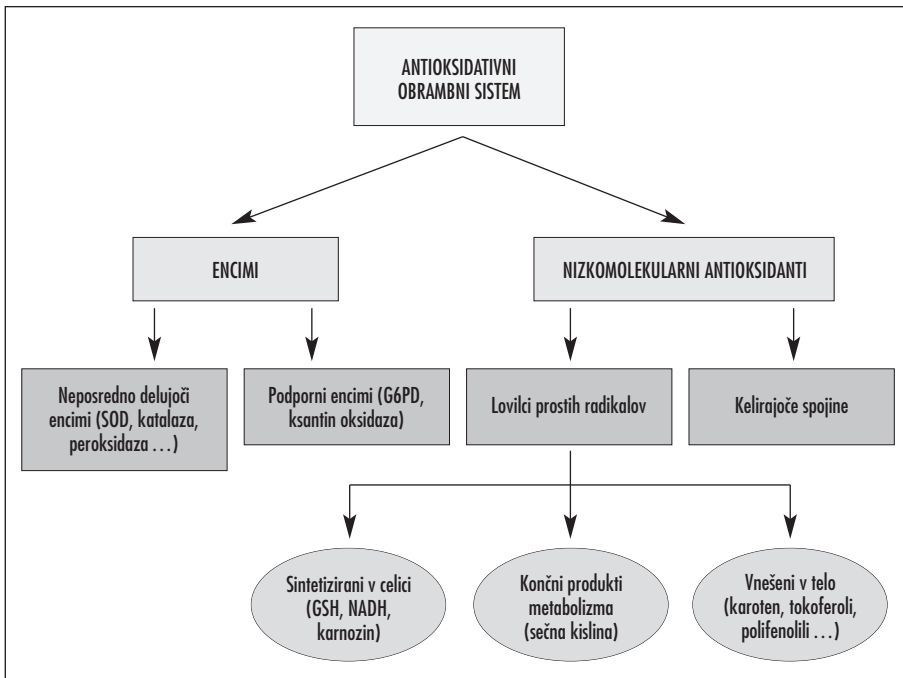 ANTIOKSIDATIVNI
OBRAMBNI SISTEM
ENCIMI
NIZKOMOLEKULARNI ANTIOKSIDANTI
Neposredno delujoči
encimi (SOD, katalaza,
peroksidaza ...)
Podporni encimi (G6PD,
ksantin oksidaza)
Lovilci prostih radikalov
Kelirajoče spojine
Sintetizirani v celici
(GSH, NADH,
karnozin)
Končni produkti
metabolizma
(sečna kislina)
Vnešeni v telo
(karoten, tokoferoli,
polifenolili ...)